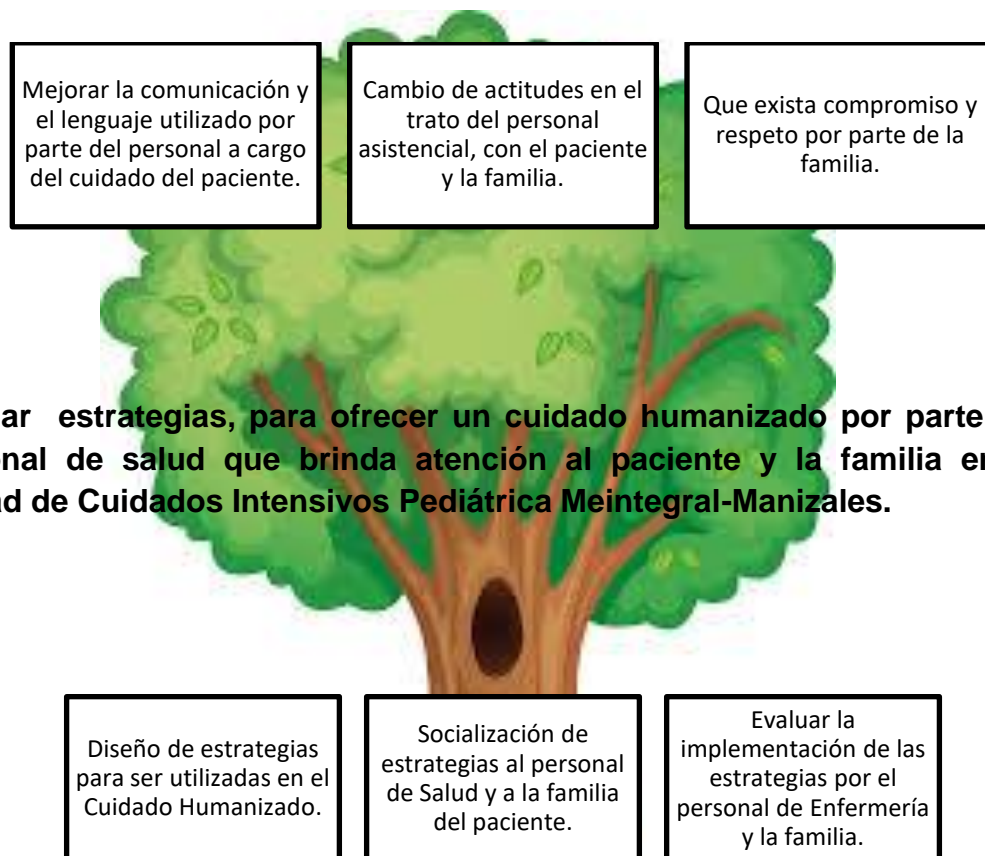 Mejorar la comunicación y
el lenguaje utilizado por
parte del personal a cargo
del cuidado del paciente.
Cambio de actitudes en el
trato del personal
asistencial, con el paciente
y la familia.
Que exista compromiso y
respeto por parte de la
familia.
ar estrategias, para ofrecer un cuidado humanizado por parte
onal de salud que brinda atención al paciente y la familia en
ad de Cuidados Intensivos Pediátrica Meintegral-Manizales.
Diseño de estrategias
para ser utilizadas en el
Cuidado Humanizado.
Socialización de
estrategias al personal
de Salud y a la familia
del paciente.
Evaluar la
implementación de las
estrategias por el
personal de Enfermería
y la familia.